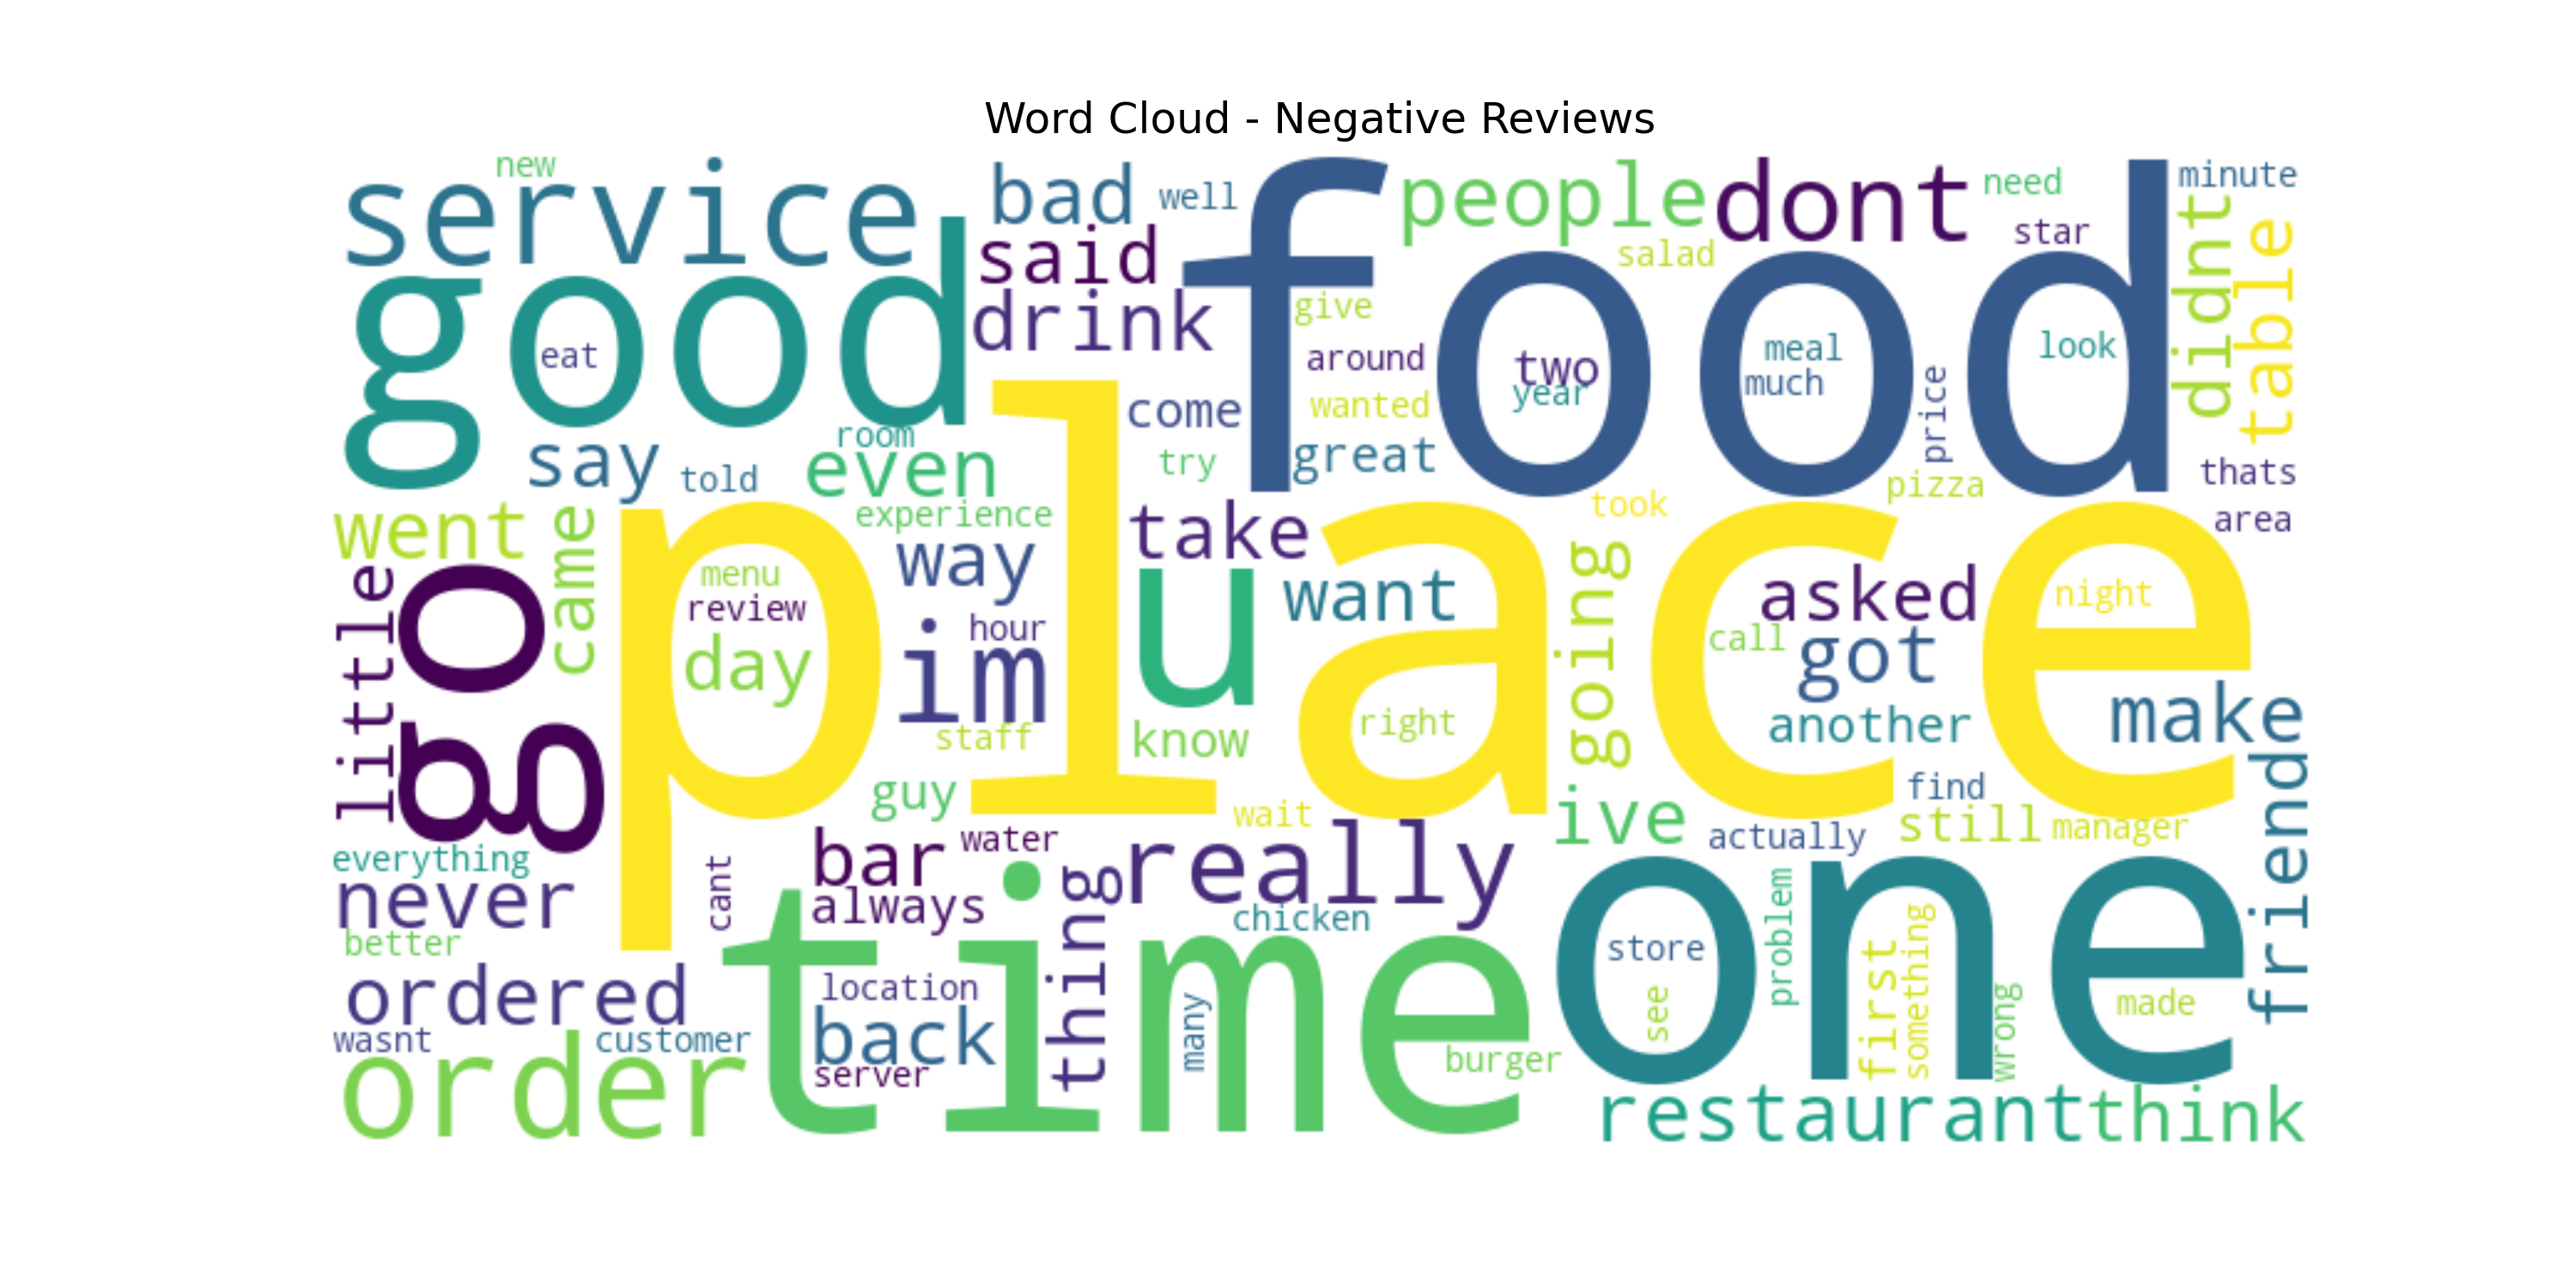 Word Cloud - Negative Reviews
new
service
bad
well
food
people
dont
need
minute
star
didnt
table
good
said
salad
drink
give
eat
around
two
year
meal
much
look
price
come
wanted
great
try
room
say
told
even
pizza
thats
area
place
went
came
experience
take
took
way
menu
review
day
hour
im
u
want
going
asked
night
call
got
little
go
staff
know
right
another
make
guy
wait
ive
find
actually
still
manager
friend
everything
never
cant
bar
water
always
thing
really
chicken
one
store
see
problem
first
something
wrong
made
better
ordered
time
location
many
back
burger
wasnt
customer
server
order
restaurant
think